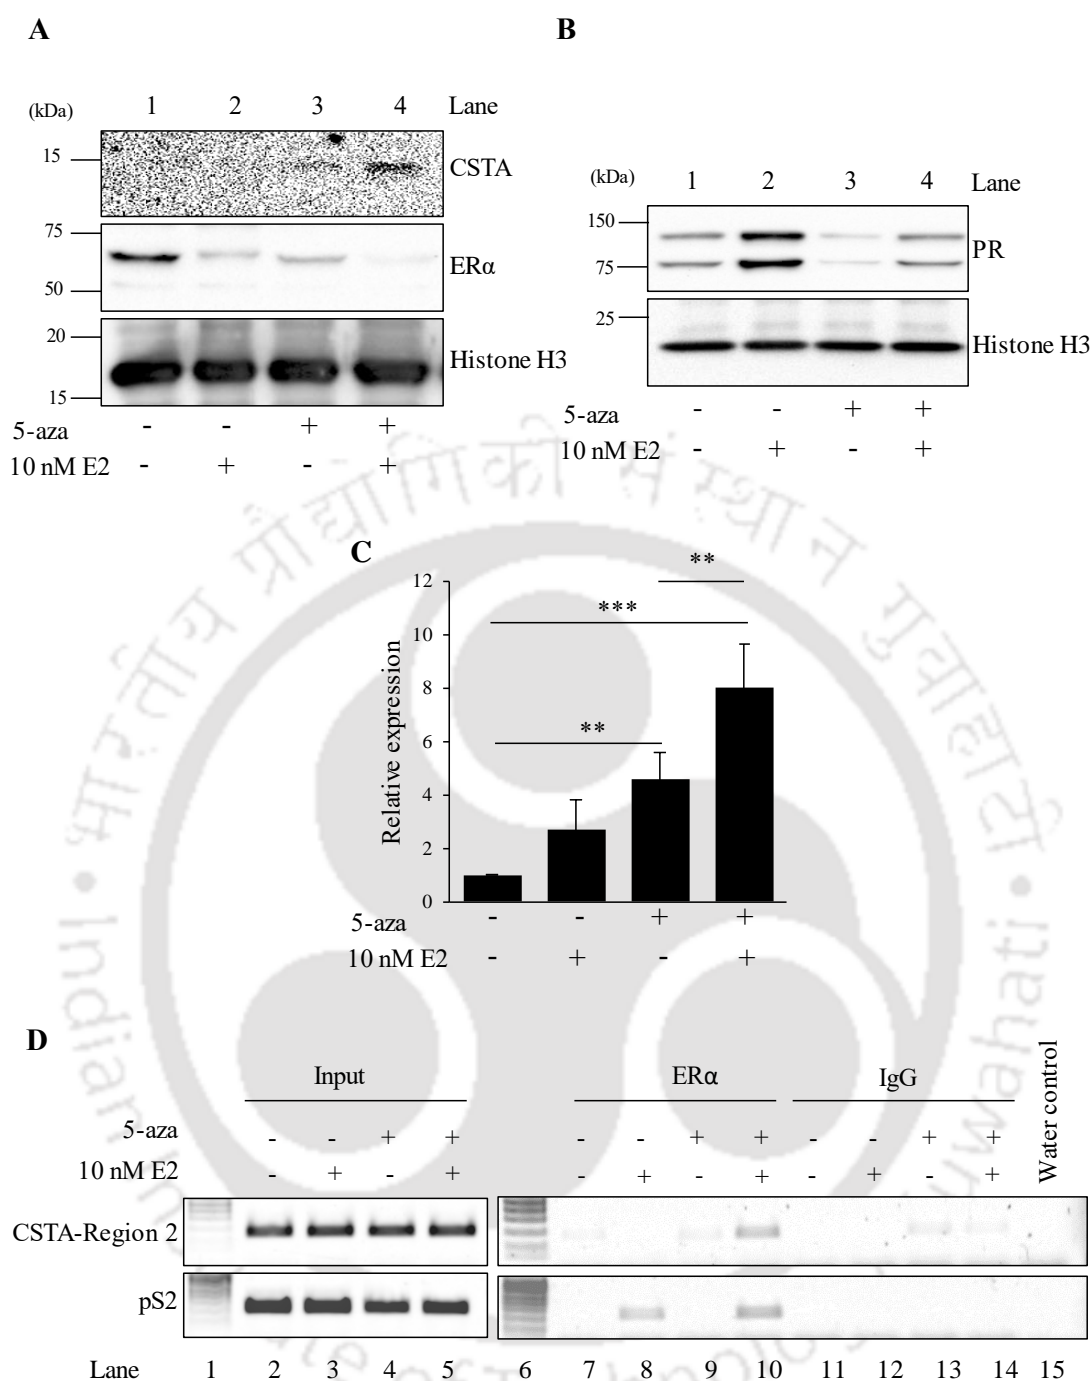 A
(kDa) 1 2 3 4 Lane
15 CSTA
75
ERα
50
20
Histone H3
15
5-aza - - + +
10 nM E2 - + - +
B
(kDa) 1 2 3 4 Lane
150
PR
75
25
Histone H3
5-aza - - + +
10 nM E2 - + - +
C
**
12
***
10
8
**
6
4
2
0
Relative expression
5-aza - - + +
10 nM E2 - + - +
D
Input ERα IgG Water control
5-aza - - + + - - + + - - + +
10 nM E2 - + - + - + - + - + - +
CSTA-Region 2
pS2
Lane 1 2 3 4 5 6 7 8 9 10 11 12 13 14 15
भारतीय प्रौद्योगिकी संस्थान गुवाहाटी